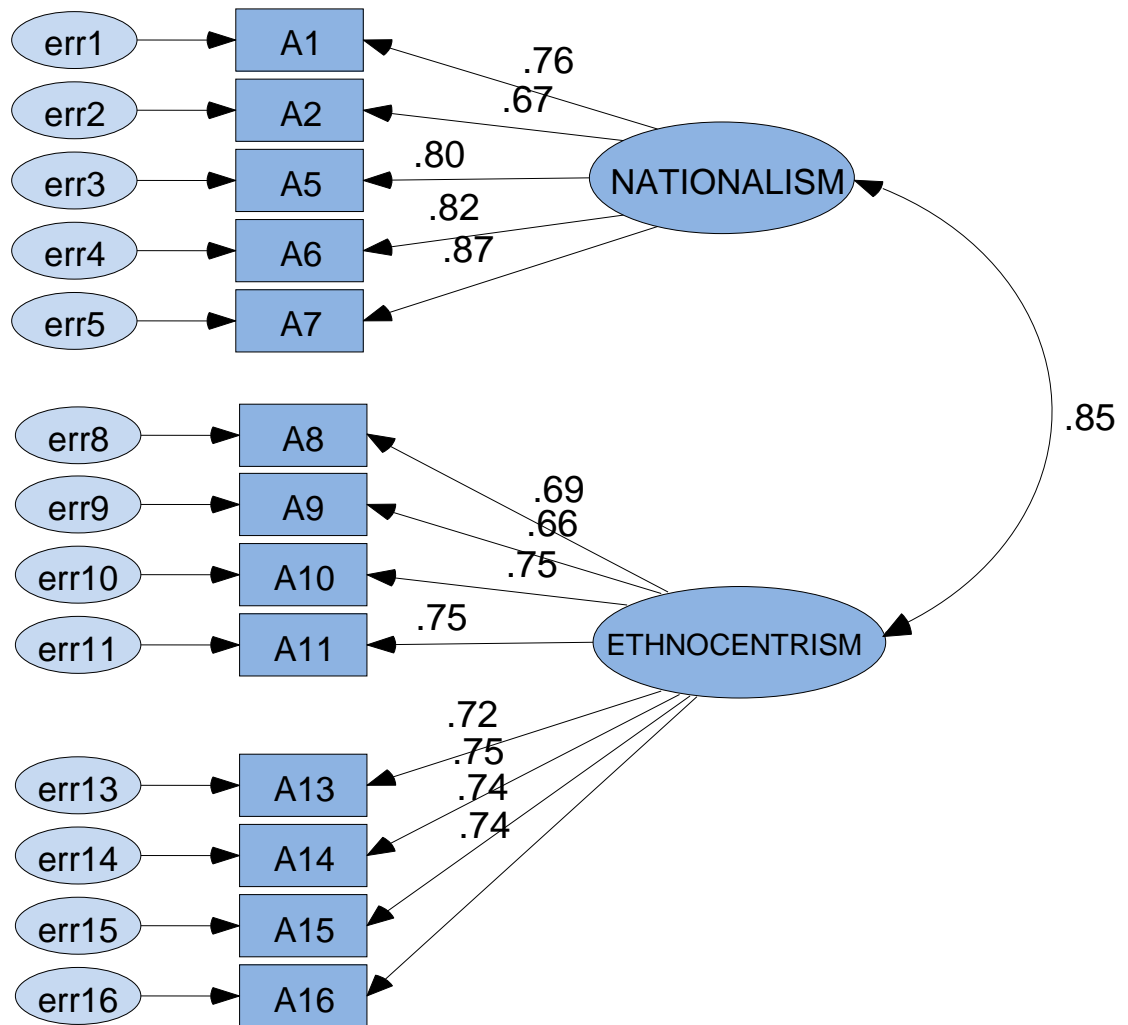 err1 A1 .76
err2 A2 .67
err3 A5 .80 NATIONALISM
err4 A6 .82
err5 A7 .87
err8 A8 .85
err9 A9 .69
.66
err10 A10 .75
err11 A11 .75 ETHNOCENTRISM
.72
.75
err13 A13 .74
.74
err14 A14
err15 A15
err16 A16